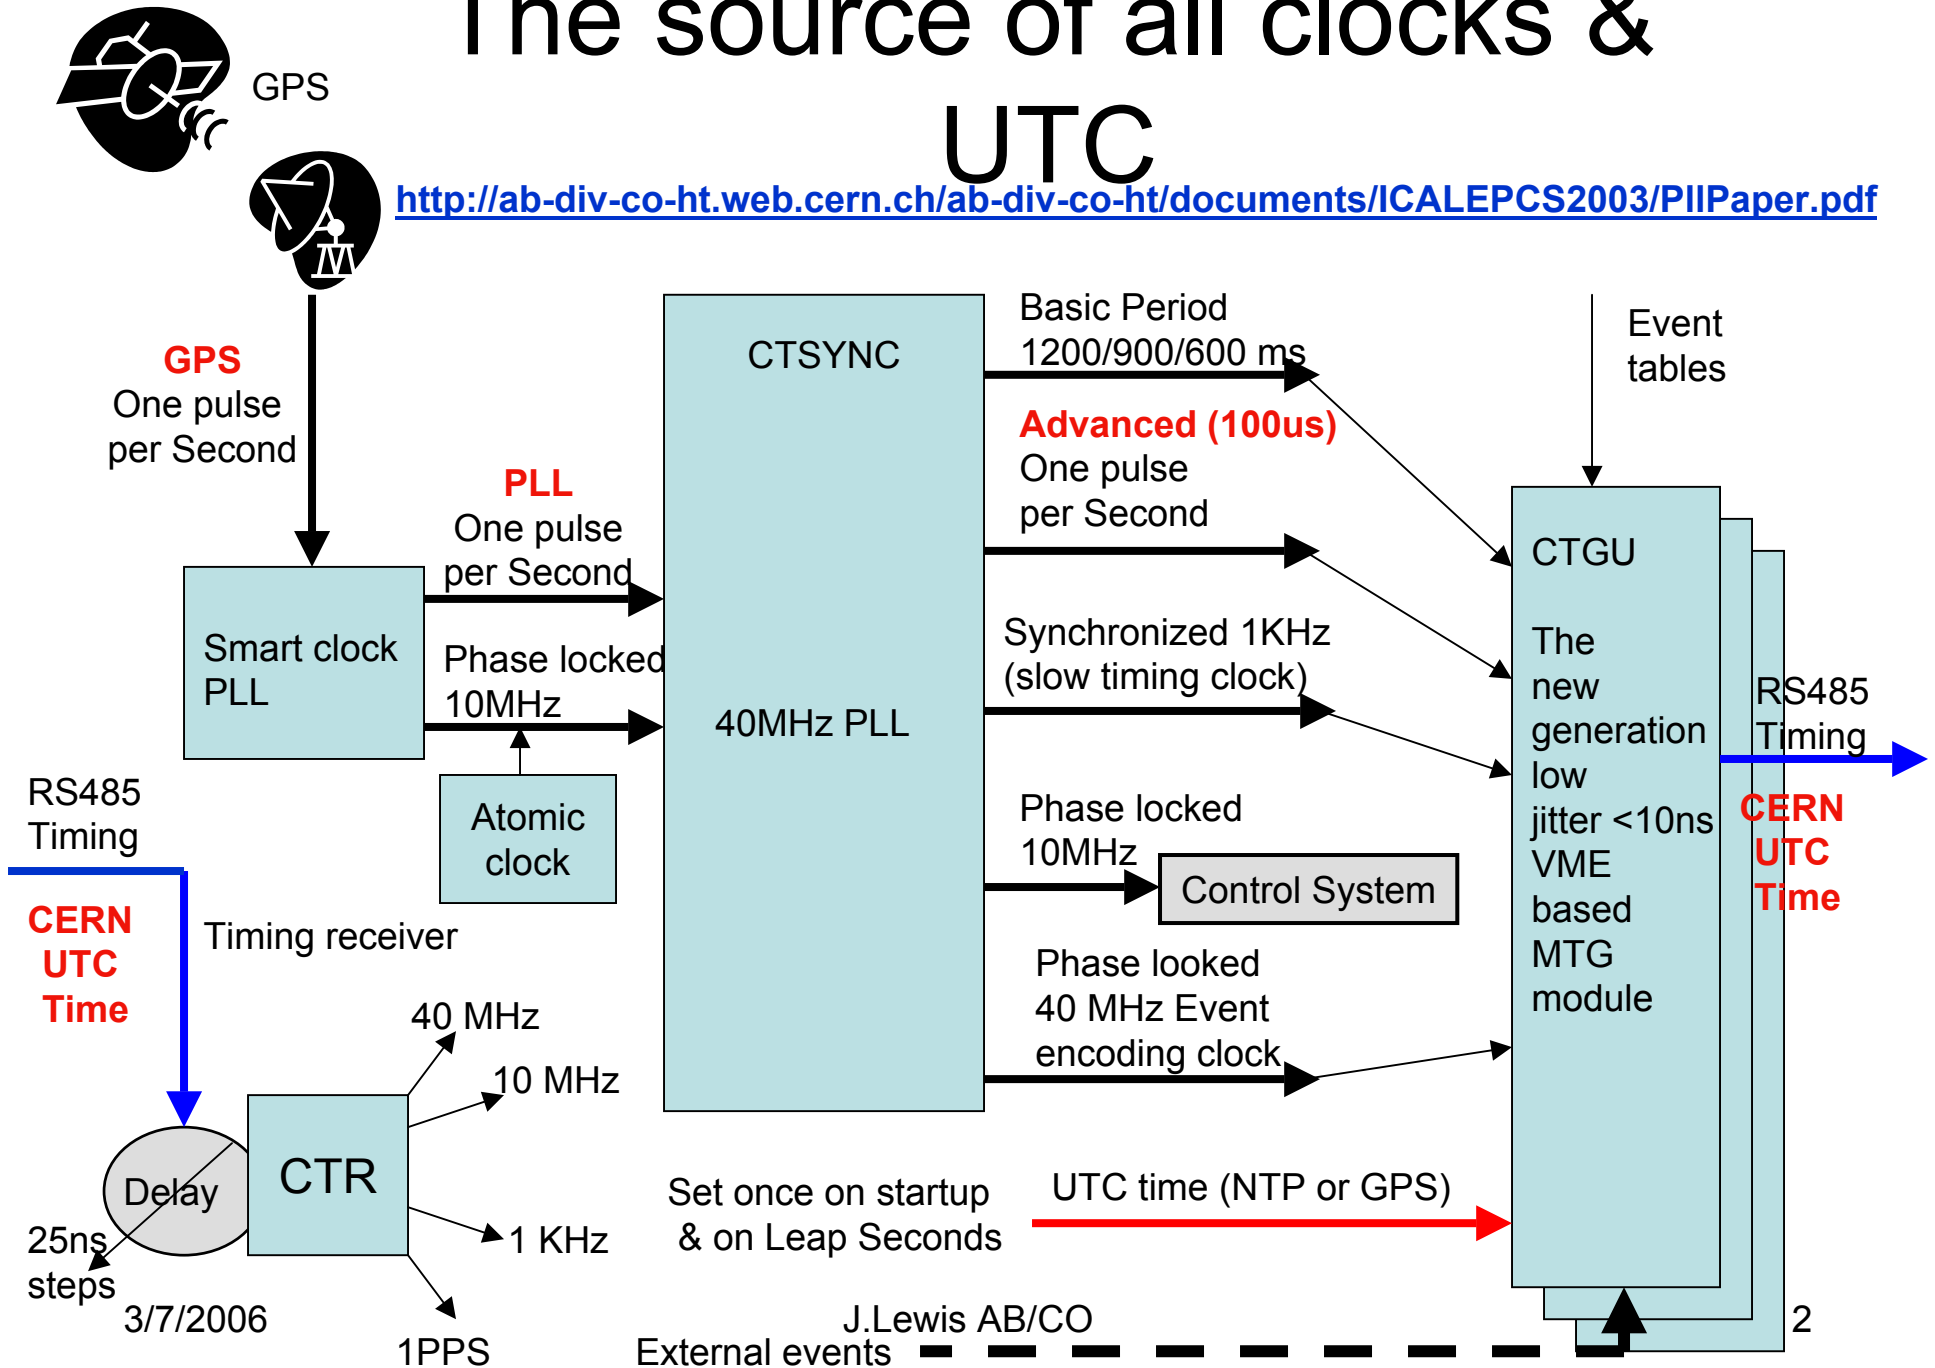 The source of all clocks &
UTC
GPS
http://ab-div-co-ht.web.cern.ch/ab-div-co-ht/documents/ICALEPCS2003/PllPaper.pdf
GPS
One pulse
per Second
PLL
One pulse
per Second
Smart clock
PLL
Phase locked
10MHz
Atomic
clock
CTSYNC
40MHz PLL
Basic Period
1200/900/600 ms
Advanced (100us)
One pulse
per Second
Synchronized 1KHz
(slow timing clock)
Phase locked
10MHz
Control System
Phase looked
40 MHz Event
encoding clock
Event
tables
CTGU
The
new
generation
low
jitter <10ns
VME
based
MTG
module
RS485
Timing
CERN
UTC
Time
RS485
Timing
CERN
UTC
Time
Timing receiver
40 MHz
10 MHz
CTR
Delay
1 KHz
25ns
steps
1PPS
Set once on startup
& on Leap Seconds
UTC time (NTP or GPS)
3/7/2006
J.Lewis AB/CO
2
External events